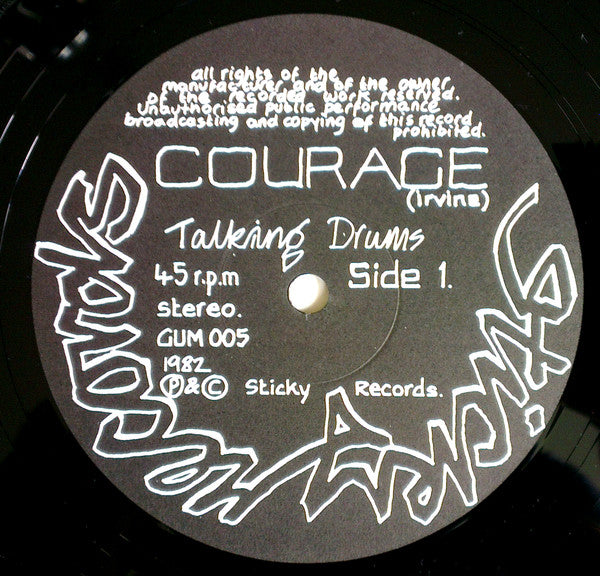 all rights of the
manufacturer and of the owner
of the recorded work reserved.
unauthorised public performance
broadcasting and copying of this record
prohibited.
COURAGE
(irvine)
Talking Drums
45 r.p.m Side 1.
stereo.
GUM 005
1982
Ⓟ&© Sticky Records.